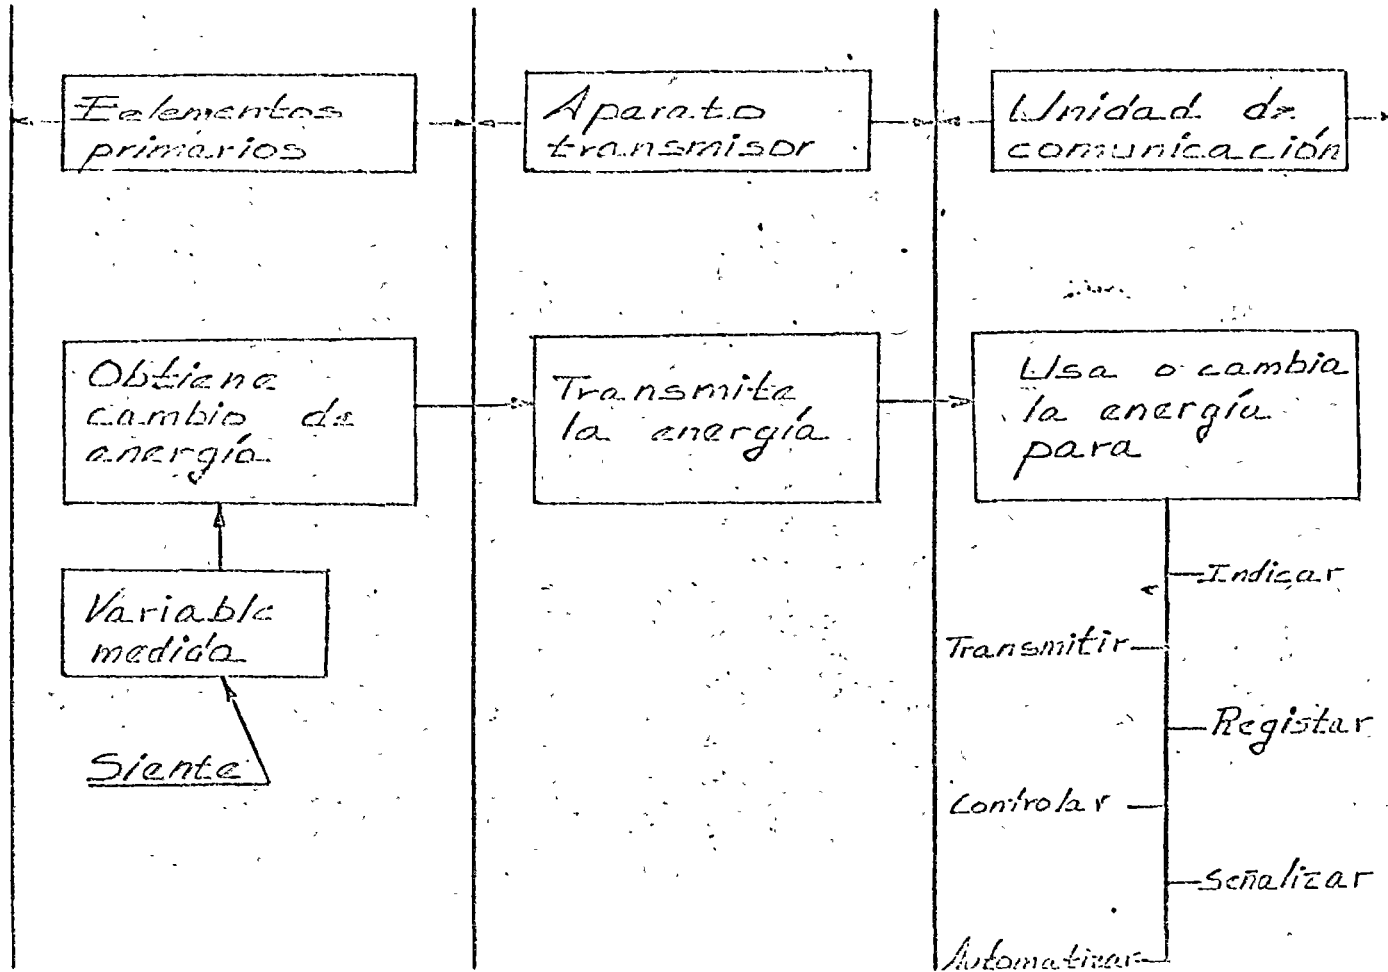 Eelementos
primários
Aparato
transmisor
Unidad de
comunicación
Obtiene
cambio de
energía
Transmite
la energía
Usa o cambia
la energía
para
Variable
medida
Siente
Indicar
Transmitir
Registar
Controlar
Señalizar
Automatizar